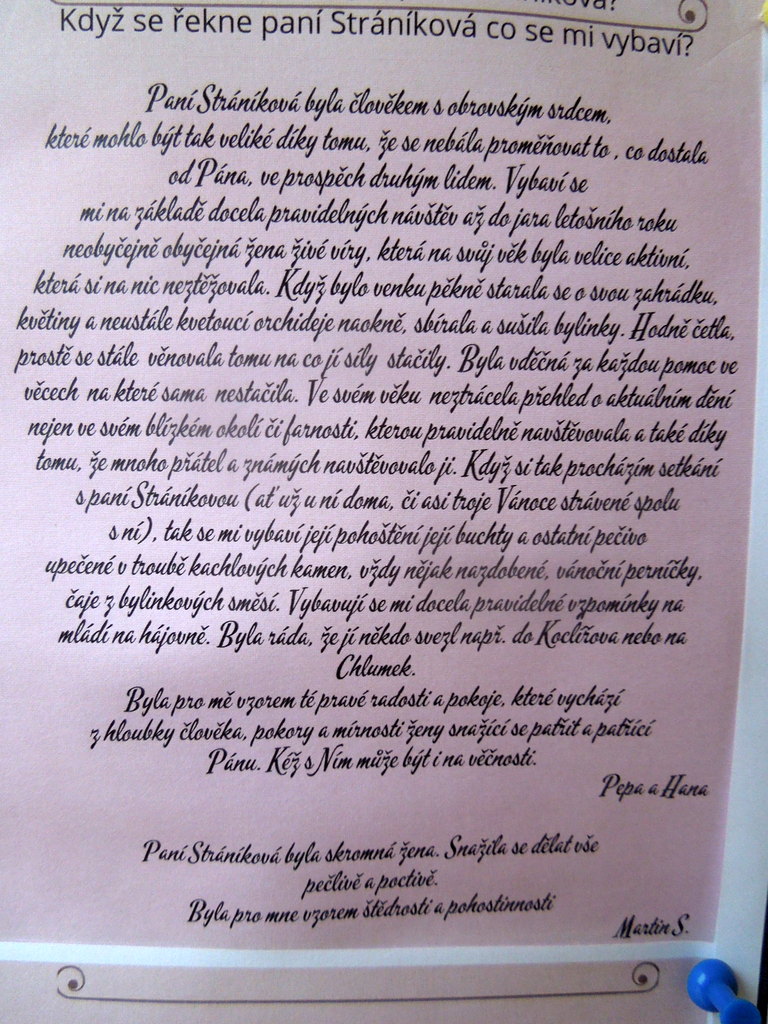 Když se řekne paní Stráníková co se mi vybaví?
Paní Stráníková byla člověkem s obrovským srdcem,
které mohlo být tak veliké díky tomu, že se nebála proměňovat to , co dostala
od Pána, ve prospěch druhým lidem. Vybaví se
mi na základě docela pravidelných návštěv až do jara letošního roku
neobyčejně obyčejná žena živé víry, která na svůj věk byla velice aktivní,
která si na nic neztěžovala. Když bylo venku pěkně starala se o svou zahrádku,
květiny a neustále kvetoucí orchideje naokně, sbírala a sušila bylinky. Hodně četla,
prostě se stále věnovala tomu na co jí síly stačily. Byla vděčná za každou pomoc ve
věcech na které sama nestačila. Ve svém věku neztrácela přehled o aktuálním dění
nejen ve svém blízkém okolí či farnosti, kterou pravidelně navštěvovala a také díky
tomu, že mnoho přátel a známých navštěvovalo ji. Když si tak procházím setkání
s paní Stráníkovou (ať už u ní doma, či asi troje Vánoce strávené spolu
s ní), tak se mi vybaví její pohoštění její buchty a ostatní pečivo
upečené v troubě kachlových kamen, vždy nějak nazdobené, vánoční perníčky,
čaje z bylinkových směsí. Vybavují se mi docela pravidelné vzpomínky na
mládí na hájovně. Byla ráda, že jí někdo svezl např. do Koclířova nebo na
Chlumek.
Byla pro mě vzorem té pravé radosti a pokoje, které vychází
z hloubky člověka, pokory a mírnosti ženy snažící se patřit a patřící
Pánu. Kéž s Ním může být i na věčnosti.
Pepa a Hana
Paní Stráníková byla skromná žena. Snažila se dělat vše
pečlivě a poctivě.
Byla pro mne vzorem štědrosti a pohostinnosti
Martin S.